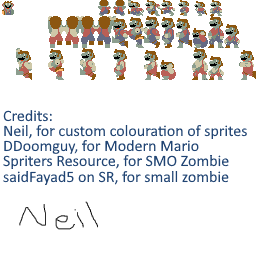 Credits:
Neil, for custom colouration of sprites
DDoomguy, for Modern Mario
Spriters Resource, for SMO Zombie
saidFayad5 on SR, for small zombie
Neil